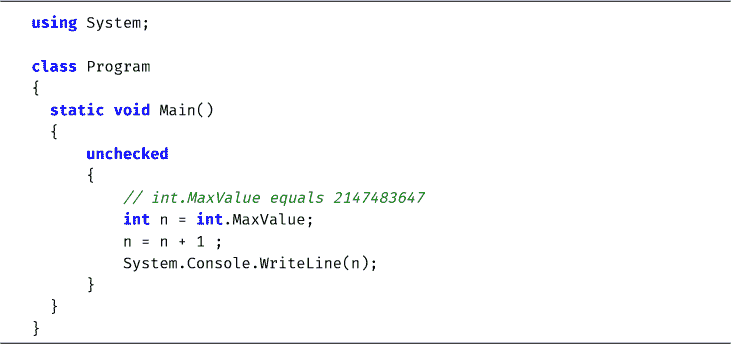 using System;

class Program
{
  static void Main()
  {
      unchecked
      {
          // int.MaxValue equals 2147483647
          int n = int.MaxValue;
          n = n + 1 ;
          System.Console.WriteLine(n);
      }
  }
}